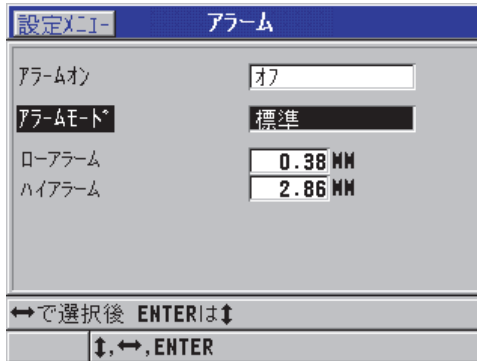 設定ﾒﾆｭｰ アラーム
アラームオン オフ
アラームモード 標準
ローアラーム 0.38 MM
ハイアラーム 2.86 MM
↔で選択後 ENTERは↕
↕,↔,ENTER